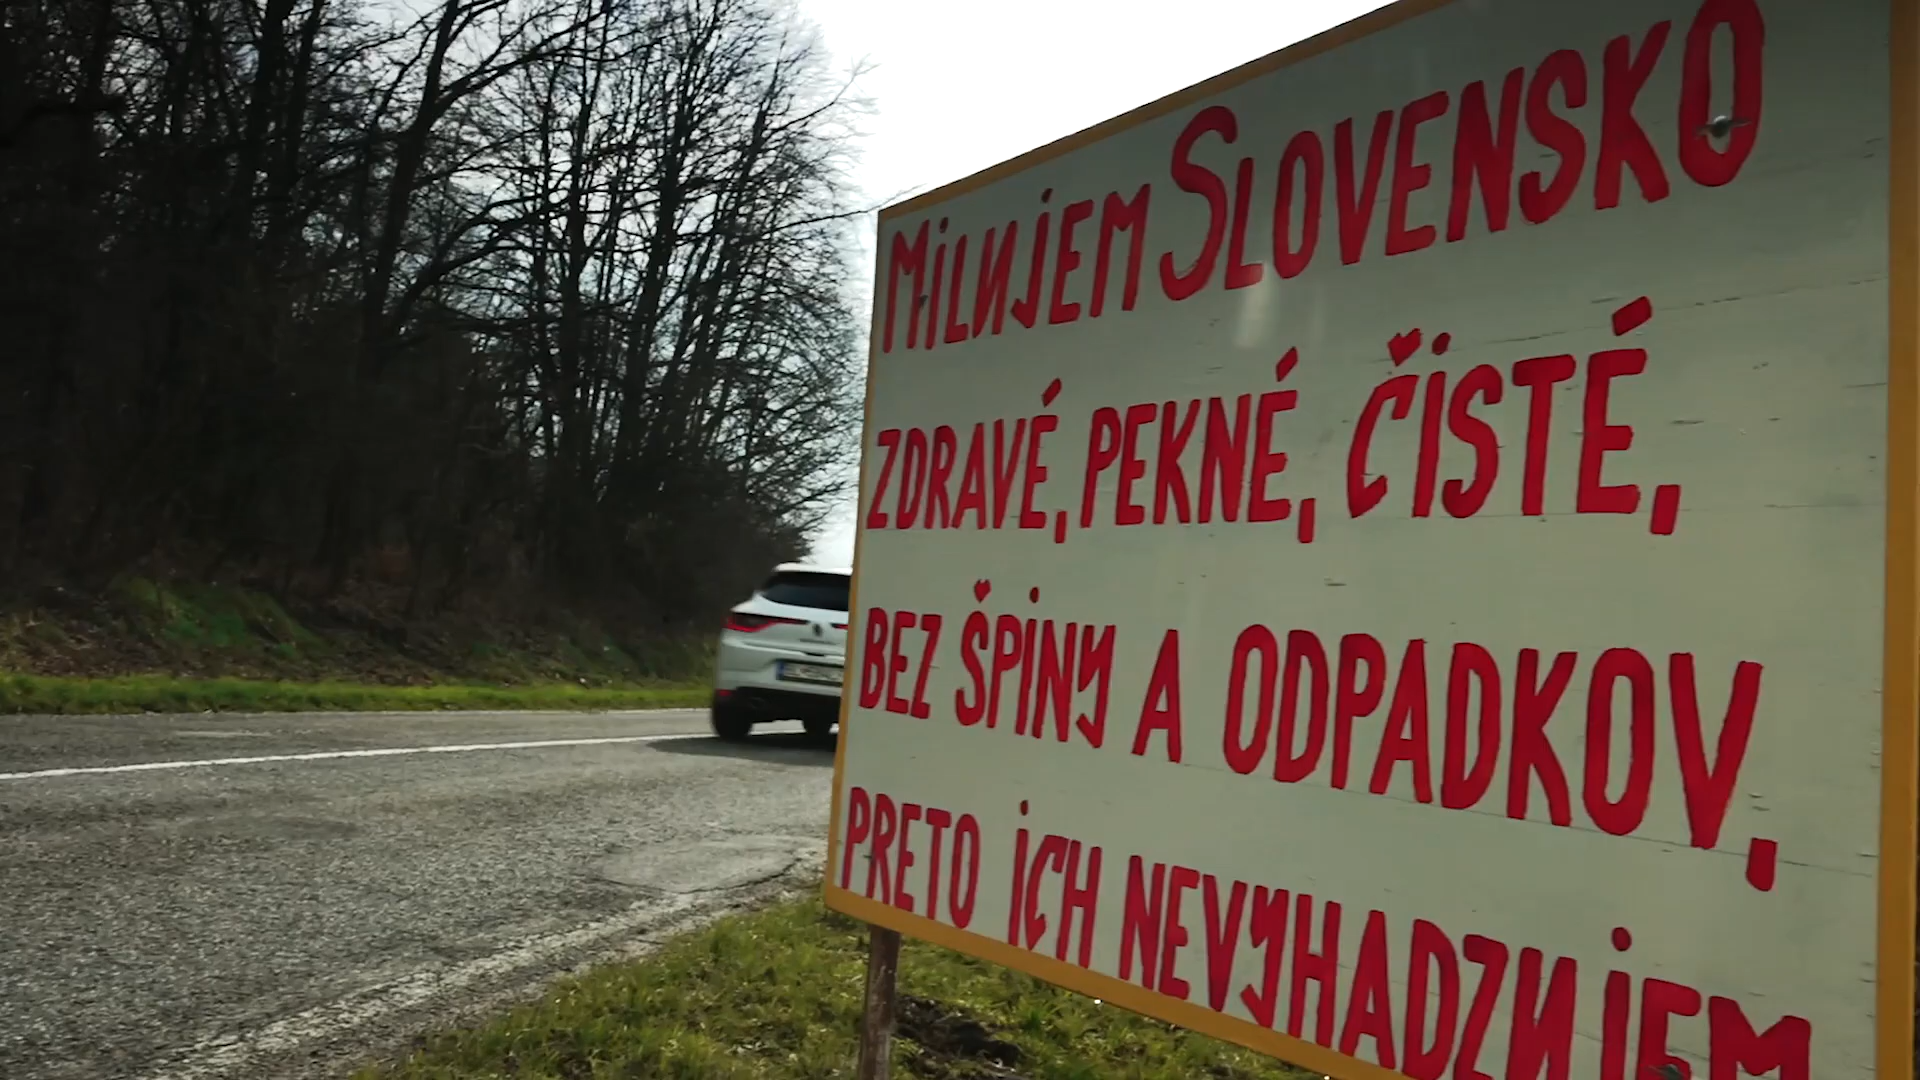 MiLUJEM SLOVENSKO
ZDRAVÉ, PEKNÉ, ČISTÉ,
BEZ ŠPINY A ODPADKOV,
PRETO ICH NEVYHADZUJEM